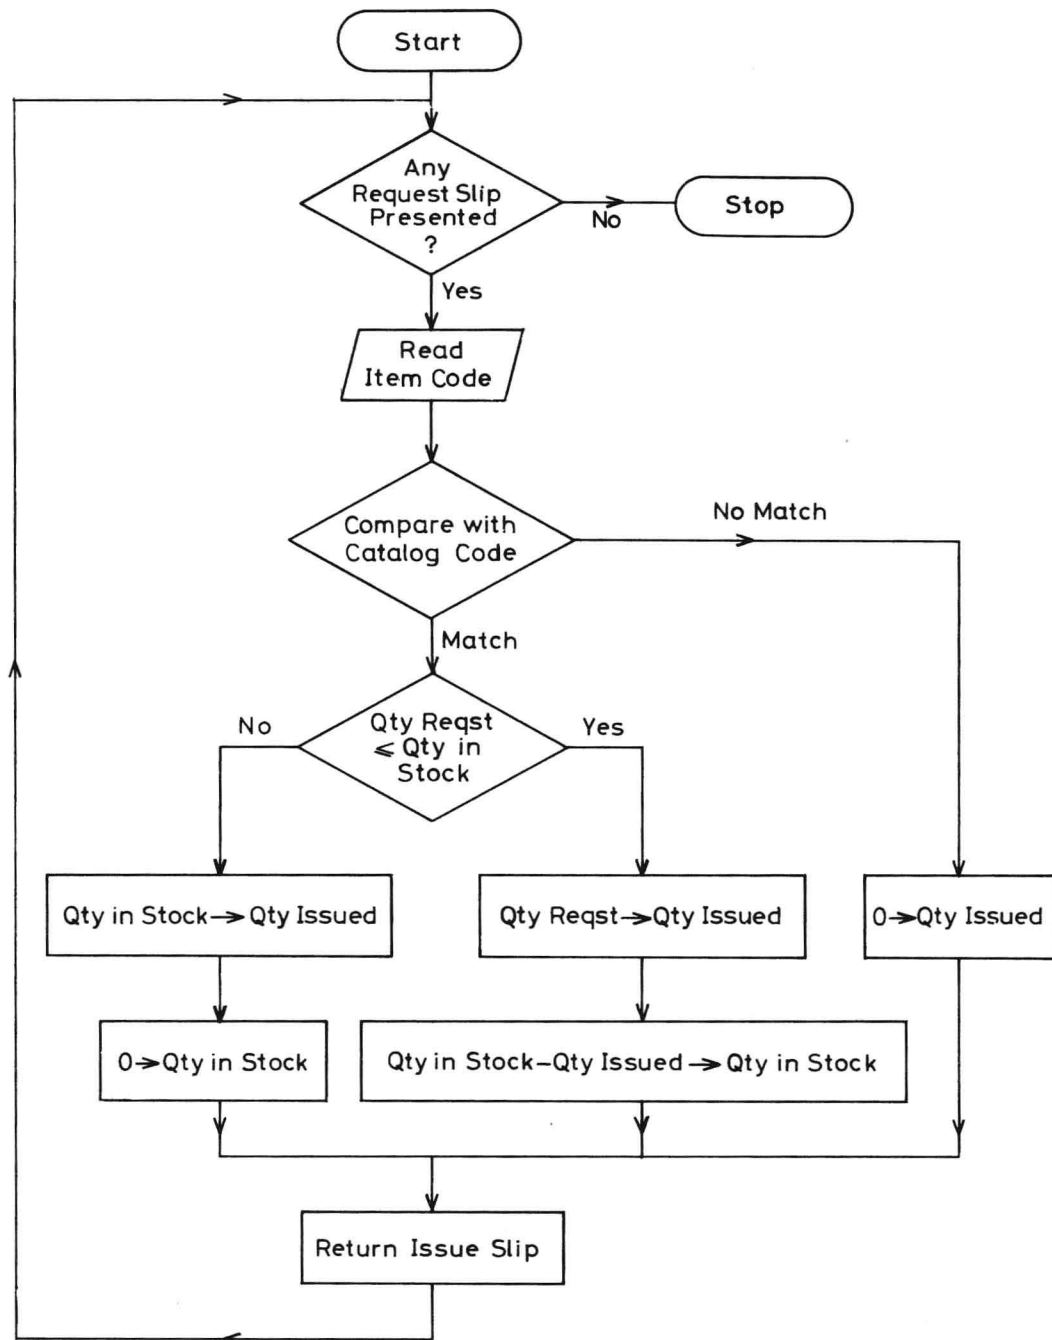 Start
Any
Request Slip
Presented
?
No
Stop
Yes
Read
Item Code
Compare with
Catalog Code
No Match
Match
No
Qty Reqst
⩽ Qty in
Stock
Yes
Qty in Stock→Qty Issued
Qty Reqst→Qty Issued
0→Qty Issued
0→Qty in Stock
Qty in Stock–Qty Issued→Qty in Stock
Return Issue Slip